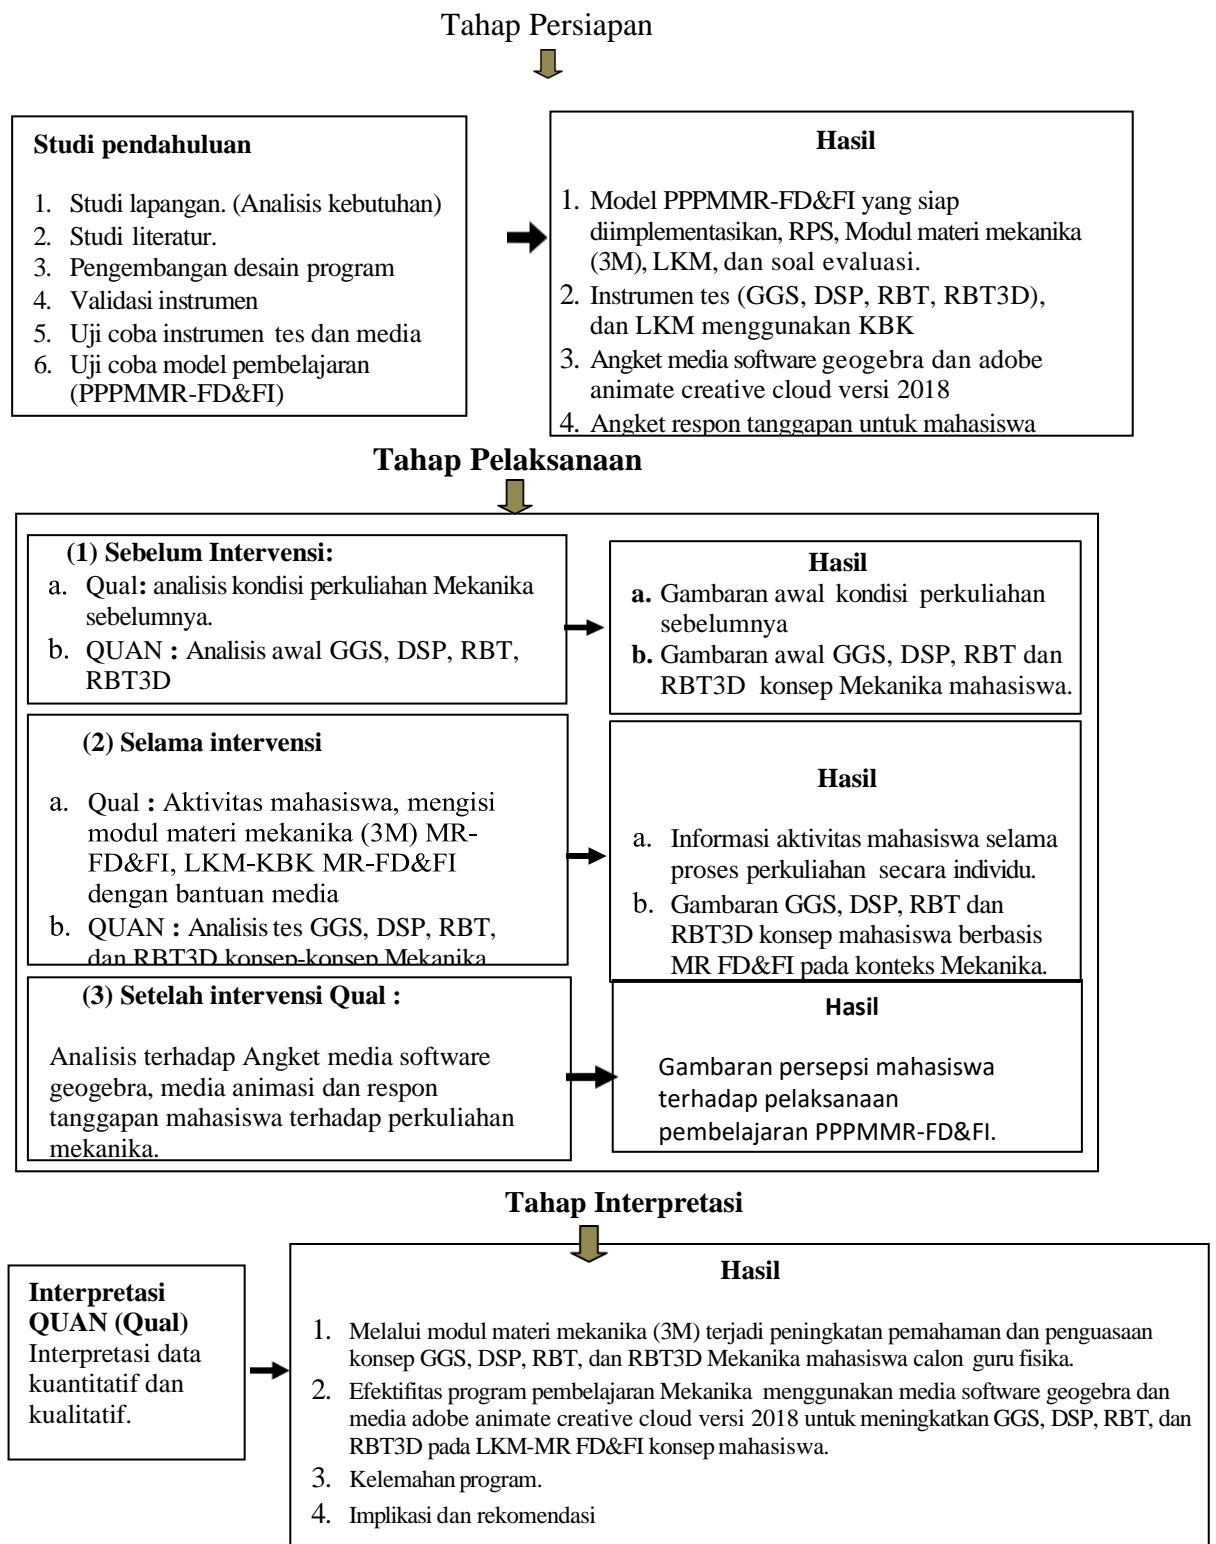 Tahap Persiapan
Studi pendahuluan
1. Studi lapangan. (Analisis kebutuhan)
2. Studi literatur.
3. Pengembangan desain program
4. Validasi instrumen
5. Uji coba instrumen tes dan media
6. Uji coba model pembelajaran
(PPPMMR-FD&FI)
Hasil
1. Model PPPMMR-FD&FI yang siap
diimplementasikan, RPS, Modul materi mekanika
(3M), LKM, dan soal evaluasi.
2. Instrumen tes (GGS, DSP, RBT, RBT3D),
dan LKM menggunakan KBK
3. Angket media software geogebra dan adobe
animate creative cloud versi 2018
4. Angket respon tanggapan untuk mahasiswa
Tahap Pelaksanaan
(1) Sebelum Intervensi:
a. Qual: analisis kondisi perkuliahan Mekanika
sebelumnya.
b. QUAN : Analisis awal GGS, DSP, RBT,
RBT3D
Hasil
a. Gambaran awal kondisi perkuliahan
sebelumnya
b. Gambaran awal GGS, DSP, RBT dan
RBT3D konsep Mekanika mahasiswa.
(2) Selama intervensi
a. Qual : Aktivitas mahasiswa, mengisi
modul materi mekanika (3M) MR-
FD&FI, LKM-KBK MR-FD&FI
dengan bantuan media
b. QUAN : Analisis tes GGS, DSP, RBT,
dan RBT3D konsep-konsep Mekanika
Hasil
a. Informasi aktivitas mahasiswa selama
proses perkuliahan secara individu.
b. Gambaran GGS, DSP, RBT dan
RBT3D konsep mahasiswa berbasis
MR FD&FI pada konteks Mekanika.
(3) Setelah intervensi Qual :
Analisis terhadap Angket media software
geogebra, media animasi dan respon
tanggapan mahasiswa terhadap perkuliahan
mekanika.
Hasil
Gambaran persepsi mahasiswa
terhadap pelaksanaan
pembelajaran PPPMMR-FD&FI.
Tahap Interpretasi
Interpretasi
QUAN (Qual)
Interpretasi data
kuantitatif dan
kualitatif.
Hasil
1. Melalui modul materi mekanika (3M) terjadi peningkatan pemahaman dan penguasaan
konsep GGS, DSP, RBT, dan RBT3D Mekanika mahasiswa calon guru fisika.
2. Efektifitas program pembelajaran Mekanika menggunakan media software geogebra dan
media adobe animate creative cloud versi 2018 untuk meningkatkan GGS, DSP, RBT, dan
RBT3D pada LKM-MR FD&FI konsep mahasiswa.
3. Kelemahan program.
4. Implikasi dan rekomendasi